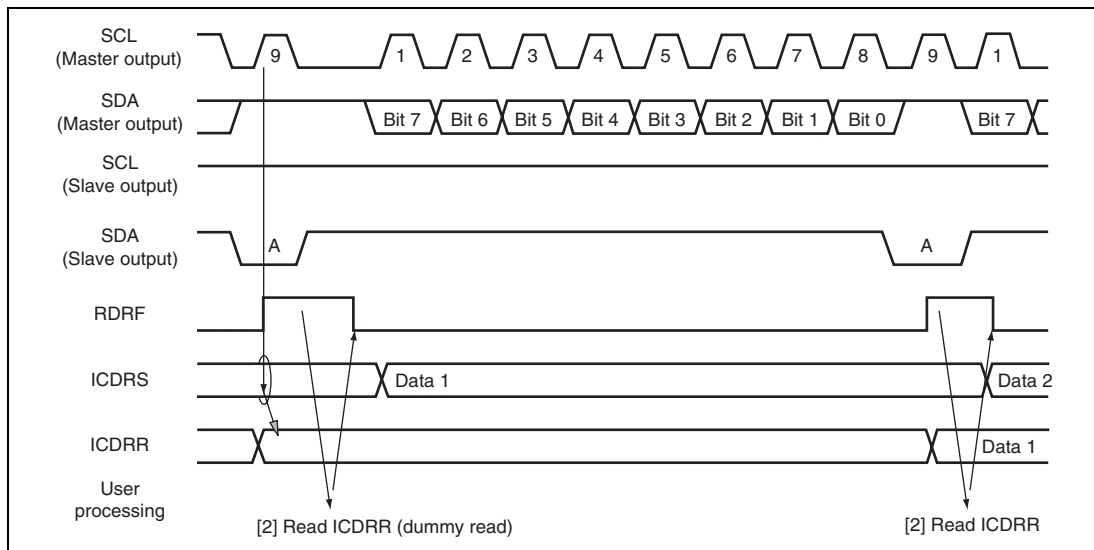 SCL
(Master output)
9 1 2 3 4 5 6 7 8 9 1
SDA
(Master output)
Bit 7 Bit 6 Bit 5 Bit 4 Bit 3 Bit 2 Bit 1 Bit 0 Bit 7
SCL
(Slave output)
SDA
(Slave output)
A A
RDRF
ICDRS
Data 1 Data 2
ICDRR
Data 1
User
processing
[2] Read ICDRR (dummy read) [2] Read ICDRR